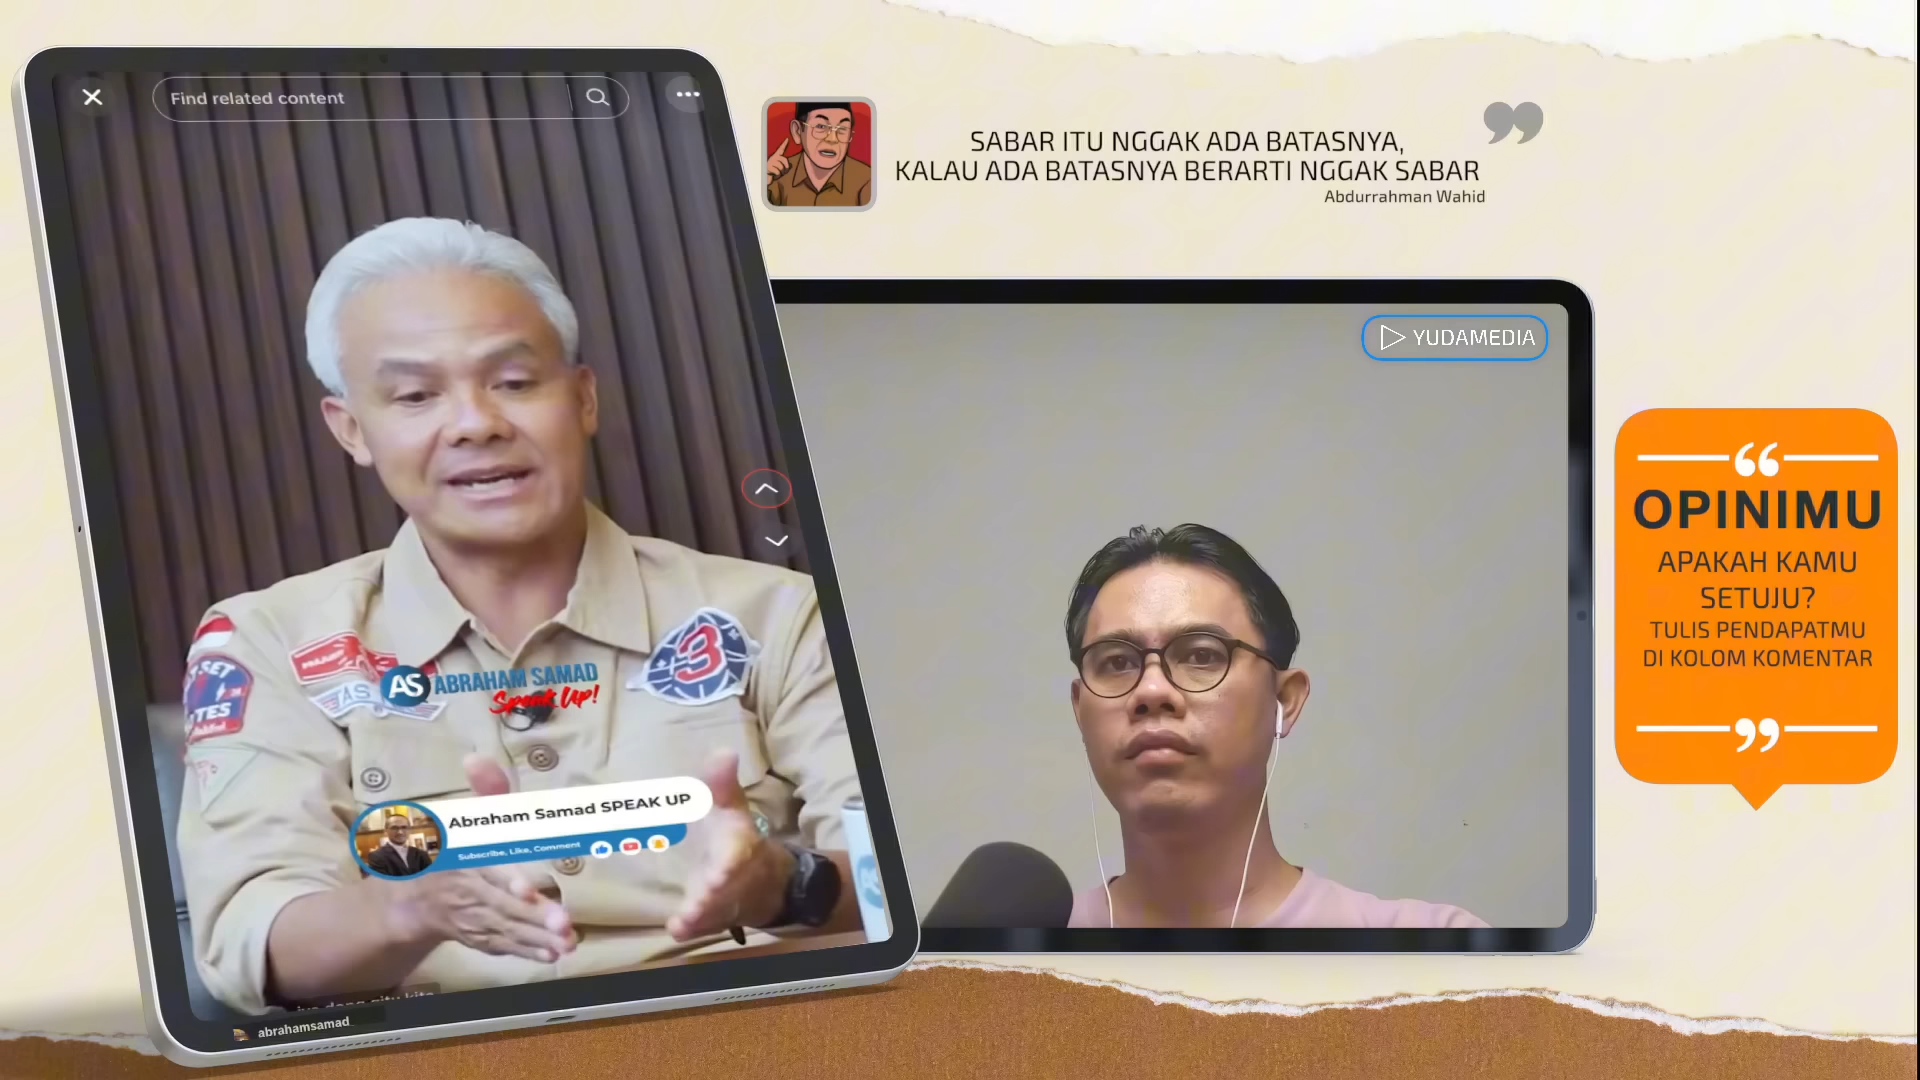 Find related content
SABAR ITU NGGAK ADA BATASNYA,
KALAU ADA BATASNYA BERARTI NGGAK SABAR
Abdurrahman Wahid
YUDAMEDIA
OPINIMU
APAKAH KAMU
SETUJU?
TULIS PENDAPATMU
DI KOLOM KOMENTAR
3
AS ABRAHAM SAMAD
Speak Up!
Abraham Samad SPEAK UP
Subscribe, Like, Comment
abrahamsamad